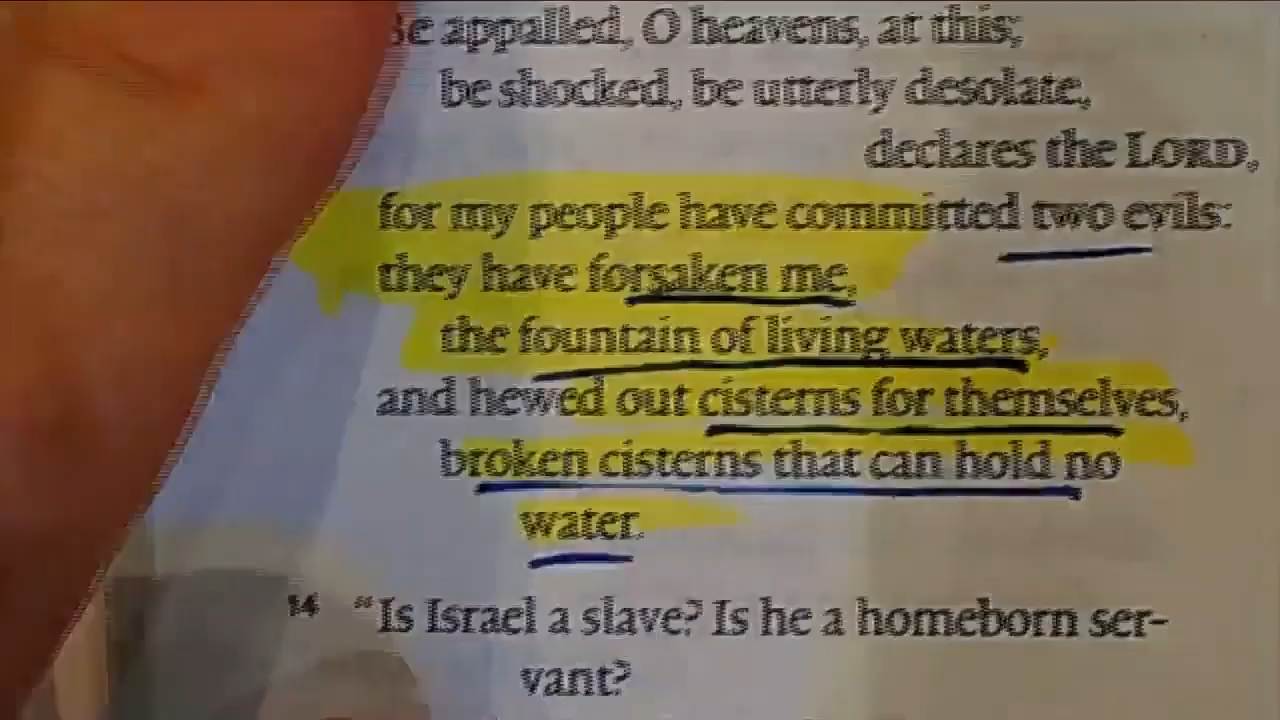 Be appalled, O heavens, at this;
be shocked, be utterly desolate,
declares the LORD,
for my people have committed two evils:
they have forsaken me,
the fountain of living waters,
and hewed out cisterns for themselves,
broken cisterns that can hold no
water.
14 “Is Israel a slave? Is he a homeborn ser-
vant?